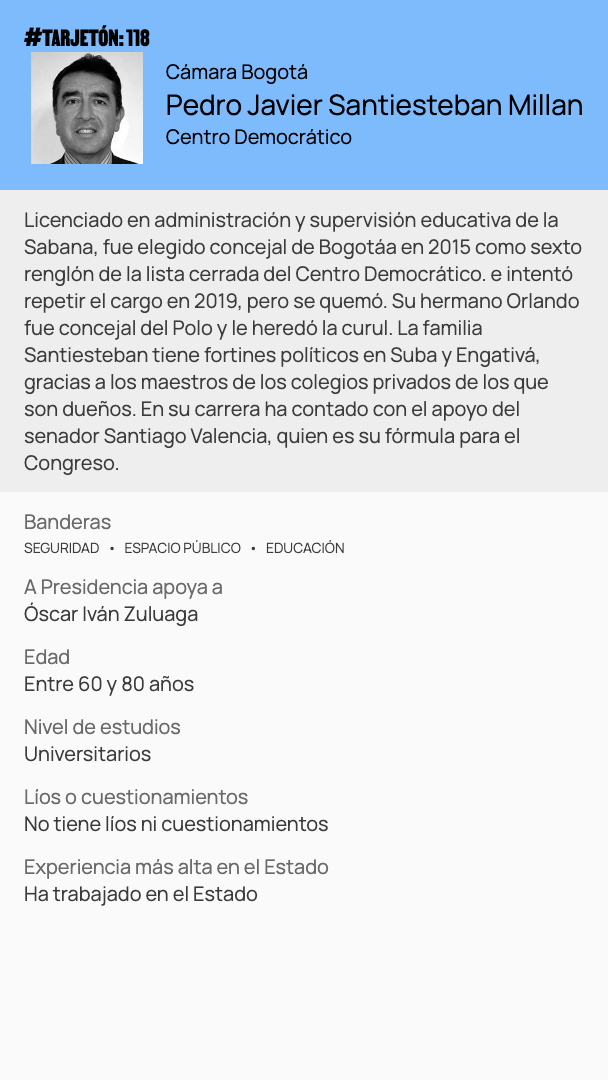 #TARJETÓN: 118
Cámara Bogotá
Pedro Javier Santiesteban Millan
Centro Democrático
Licenciado en administración y supervisión educativa de la
Sabana, fue elegido concejal de Bogotáa en 2015 como sexto
renglón de la lista cerrada del Centro Democrático. e intentó
repetir el cargo en 2019, pero se quemó. Su hermano Orlando
fue concejal del Polo y le heredó la curul. La familia
Santiesteban tiene fortines políticos en Suba y Engativá,
gracias a los maestros de los colegios privados de los que
son dueños. En su carrera ha contado con el apoyo del
senador Santiago Valencia, quien es su fórmula para el
Congreso.
Banderas
SEGURIDAD • ESPACIO PÚBLICO • EDUCACIÓN
A Presidencia apoya a
Óscar Iván Zuluaga
Edad
Entre 60 y 80 años
Nivel de estudios
Universitarios
Líos o cuestionamientos
No tiene líos ni cuestionamientos
Experiencia más alta en el Estado
Ha trabajado en el Estado